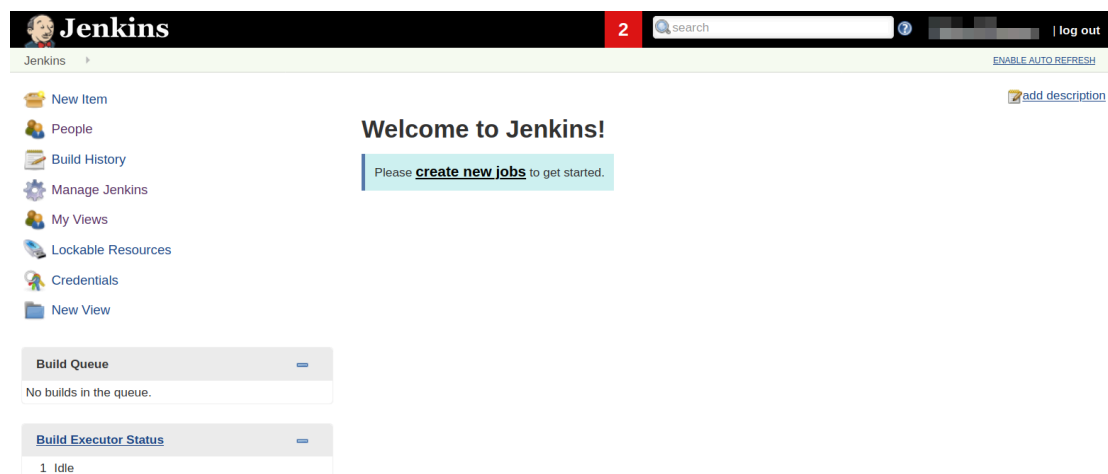 Jenkins
2
search
| log out
Jenkins
ENABLE AUTO REFRESH
add description
New Item
People
Build History
Manage Jenkins
My Views
Lockable Resources
Credentials
New View
Welcome to Jenkins!
Please create new jobs to get started.
Build Queue
No builds in the queue.
Build Executor Status
1 Idle